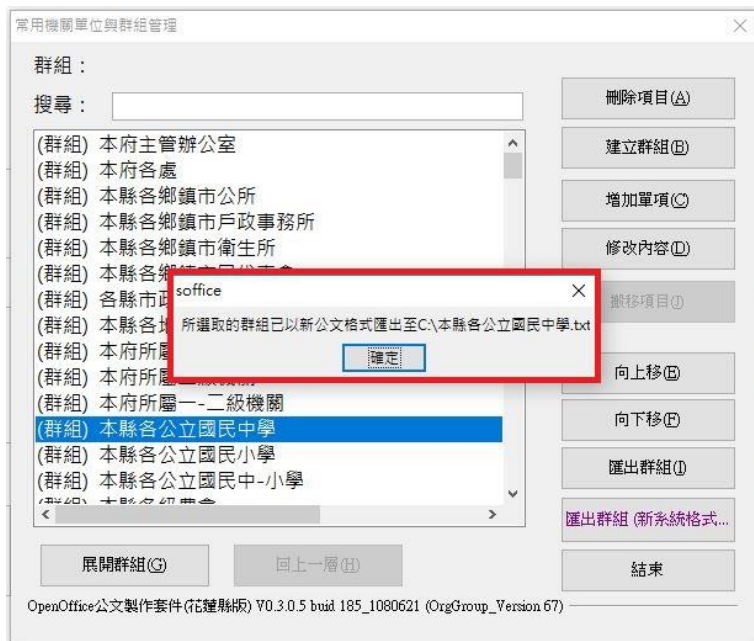 常用機關單位與群組管理
群組：
搜尋：
刪除項目(A)
(群組) 本府主管辦公室
建立群組(B)
(群組) 本府各處
(群組) 本縣各鄉鎮市公所
增加單項(C)
(群組) 本縣各鄉鎮市戶政事務所
(群組) 本縣各鄉鎮市衛生所
修改內容(D)
(群組) 本縣各鄉
soffice
(群組) 各縣市政
搬移項目(J)
(群組) 本縣各
所選取的群組已以新公文格式匯出至C:\本縣各公立國民中學.txt
(群組) 本府所屬
確定
(群組) 本府所屬
向上移(E)
(群組) 本府所屬一-二級機關
(群組) 本縣各公立國民中學
向下移(F)
(群組) 本縣各公立國民小學
匯出群組(I)
(群組) 本縣各公立國民中-小學
匯出群組 (新系統格式...
展開群組(G)
回上一層(H)
結束
OpenOffice公文製作套件(花蓮縣版) V0.3.0.5 buid 185_1080621 (OrgGroup_Version 67)